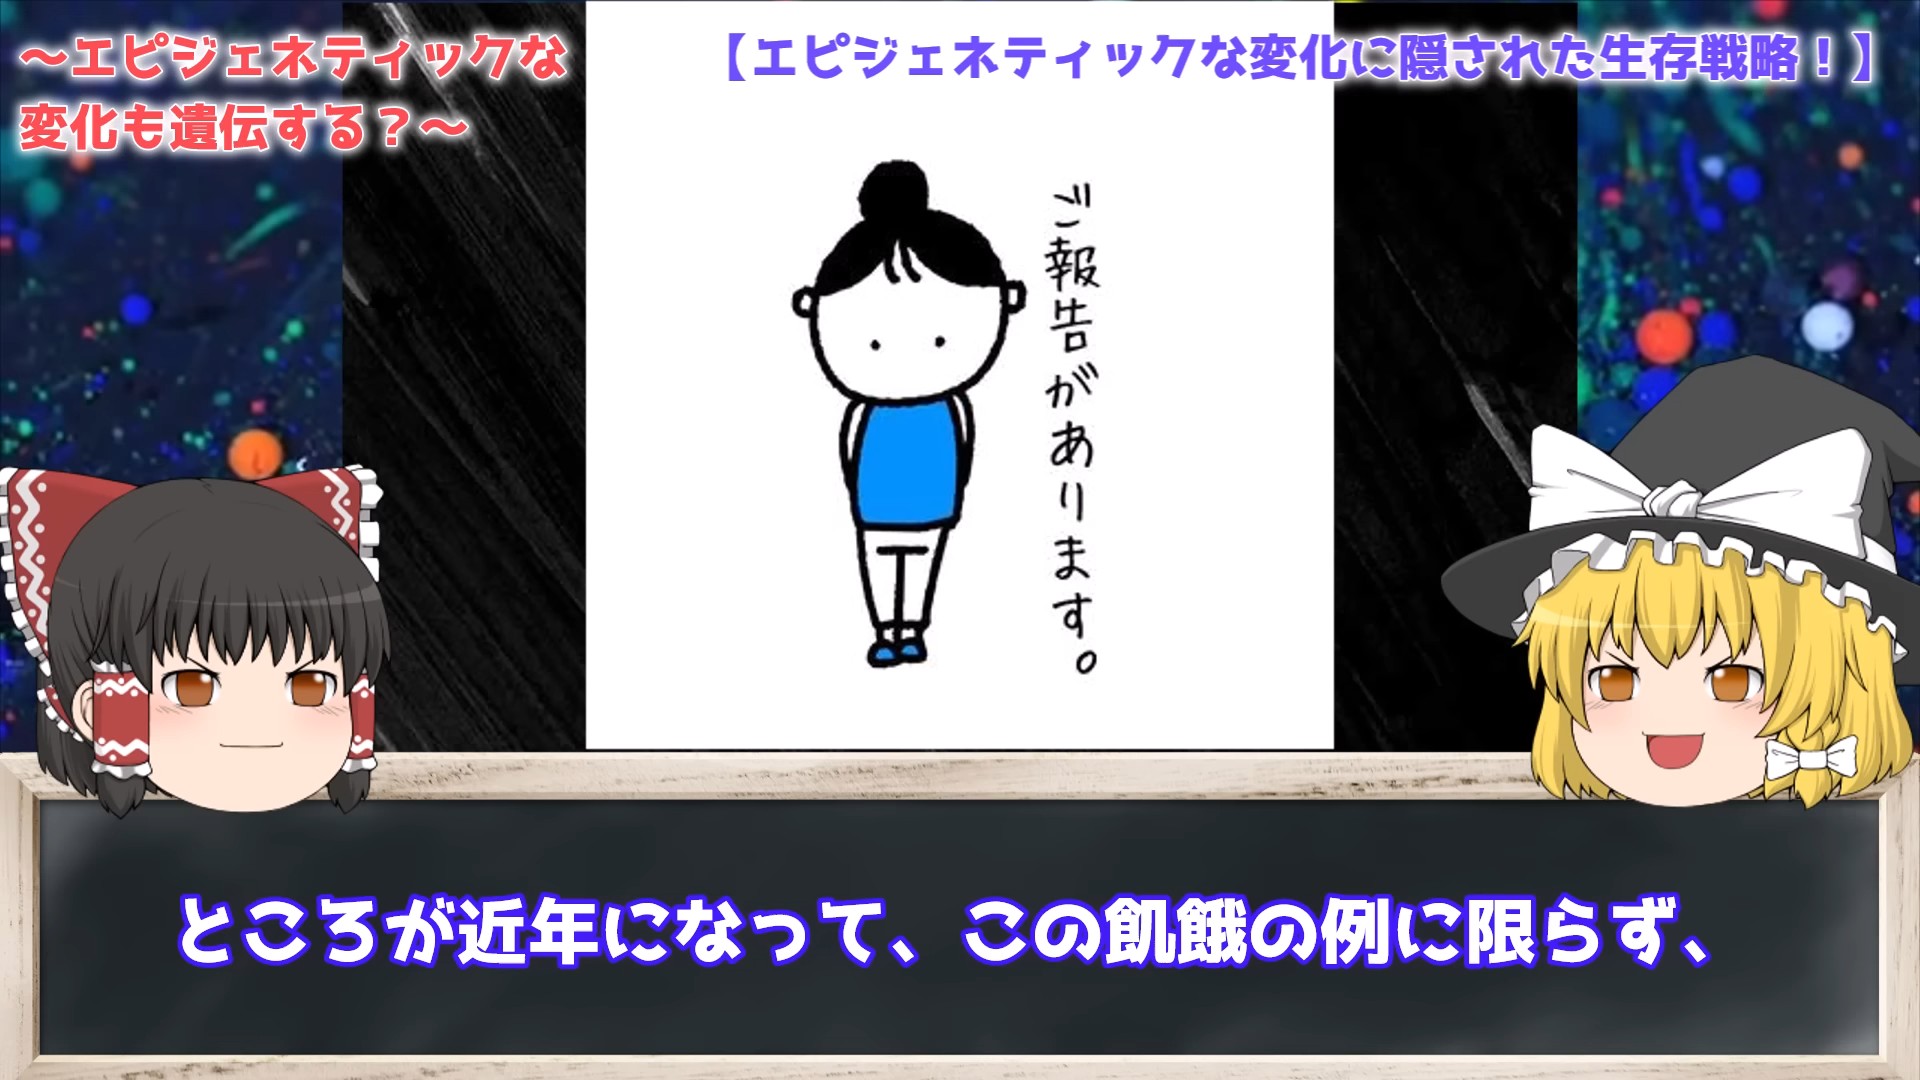 ～エピジェネティックな
変化も遺伝する？～
【エピジェネティックな変化に隠された生存戦略！】
ご報告があります。
ところが近年になって、この飢餓の例に限らず、